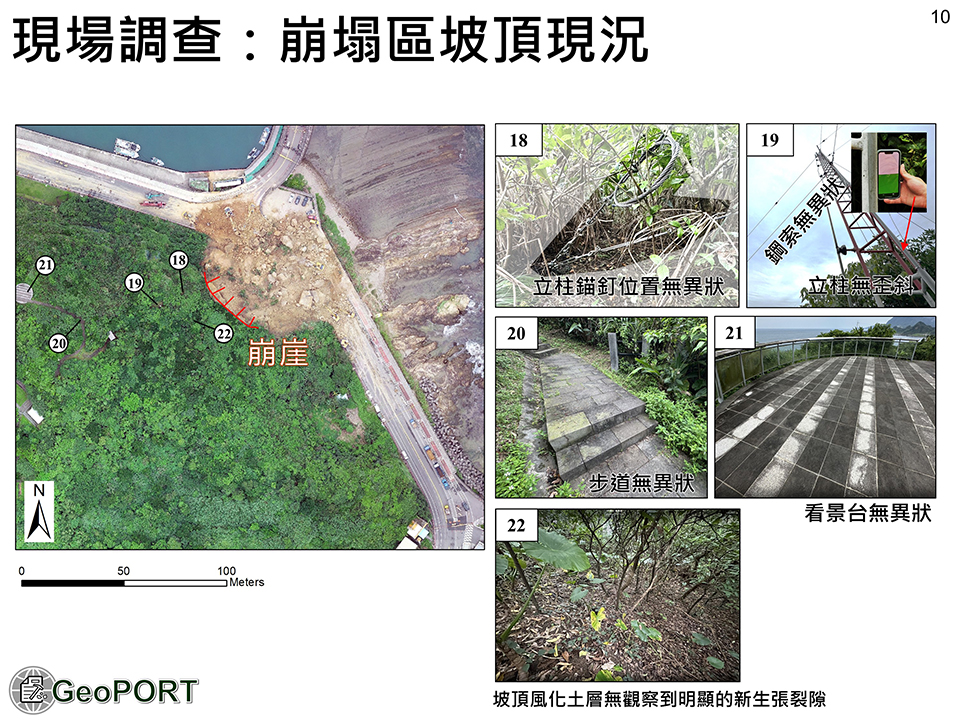 10
現場調查：崩塌區坡頂現況
18
立柱錨釘位置無異狀
19
鋼索無異狀
立柱無歪斜
21
18
19
20
22
崩崖
N
0 50 100
Meters
20
步道無異狀
21
看景台無異狀
22
坡頂風化土層無觀察到明顯的新生張裂隙
GeoPORT